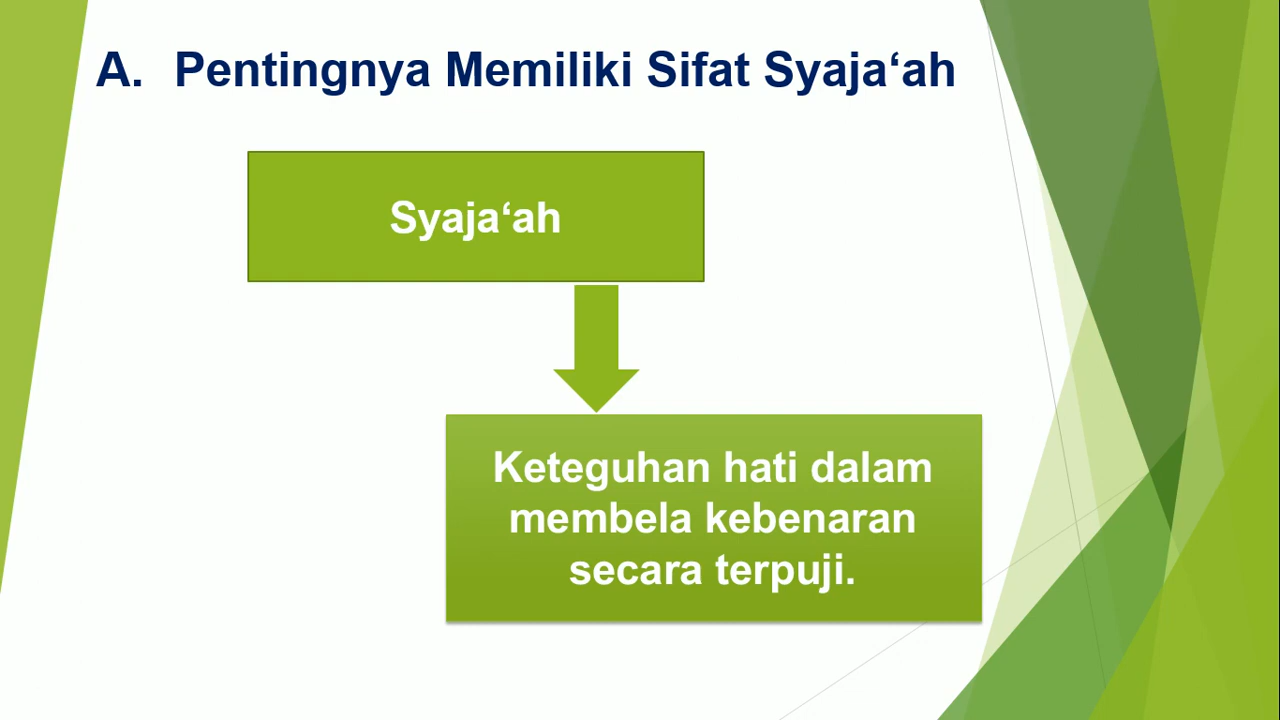 A. Pentingnya Memiliki Sifat Syaja‘ah
Syaja‘ah
Keteguhan hati dalam
membela kebenaran
secara terpuji.